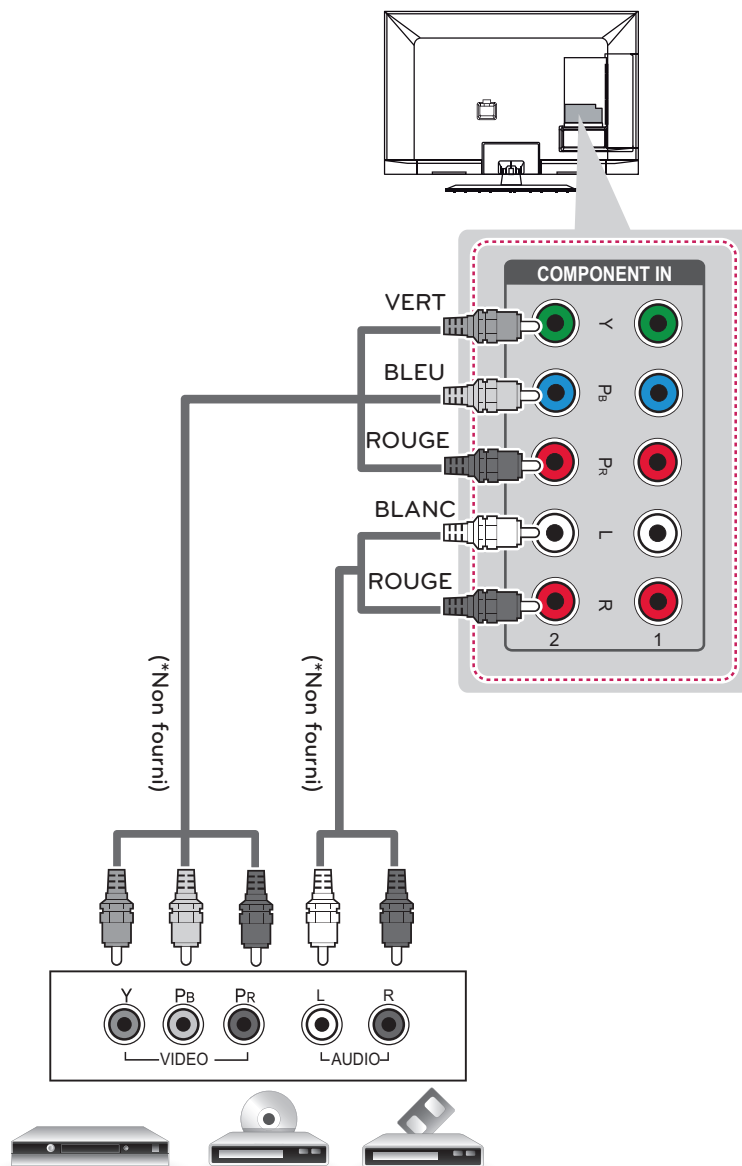 COMPONENT IN
VERT
Y
BLEU
PB
ROUGE
PR
BLANC
L
ROUGE
R
2 1
(*Non fourni) (*Non fourni)
Y PB PR L R
VIDEO AUDIO